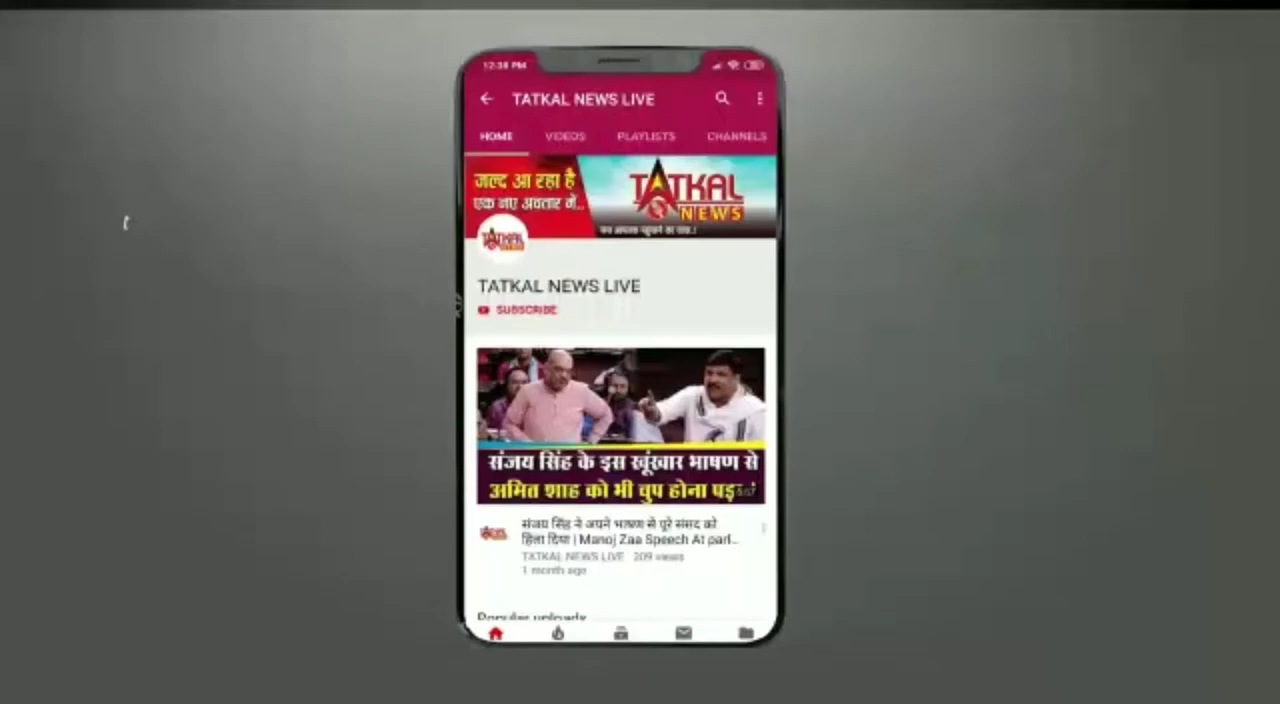 t
12:38 PM
TATKAL NEWS LIVE
HOME VIDEOS PLAYLISTS CHANNELS
जल्द आ रहा है
एक नए अवतार में..
TATKAL
NEWS
TATKAL
TATKAL NEWS LIVE
SUBSCRIBE
संजय सिंह के इस खूंखार भाषण से
अमित शाह को भी चुप होना पड़
संजय सिंह ने अपने भाषण से पूरे संसद को
हिला दिया | Manoj Zaa Speech At parl...
TATKAL NEWS LIVE 209 views
1 month ago
Popular uploads